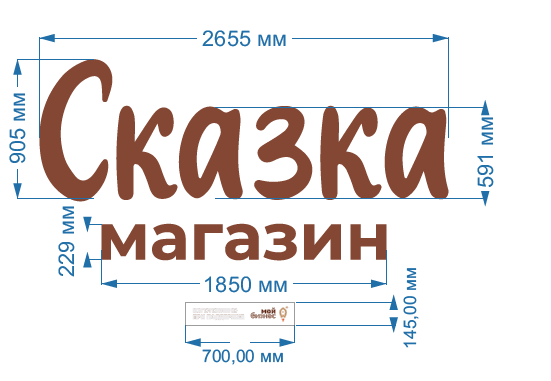 2655 мм
905 мм
Сказка
591 мм
229 мм
магазин
1850 мм
мой
бизнес
145,00 мм
700,00 мм